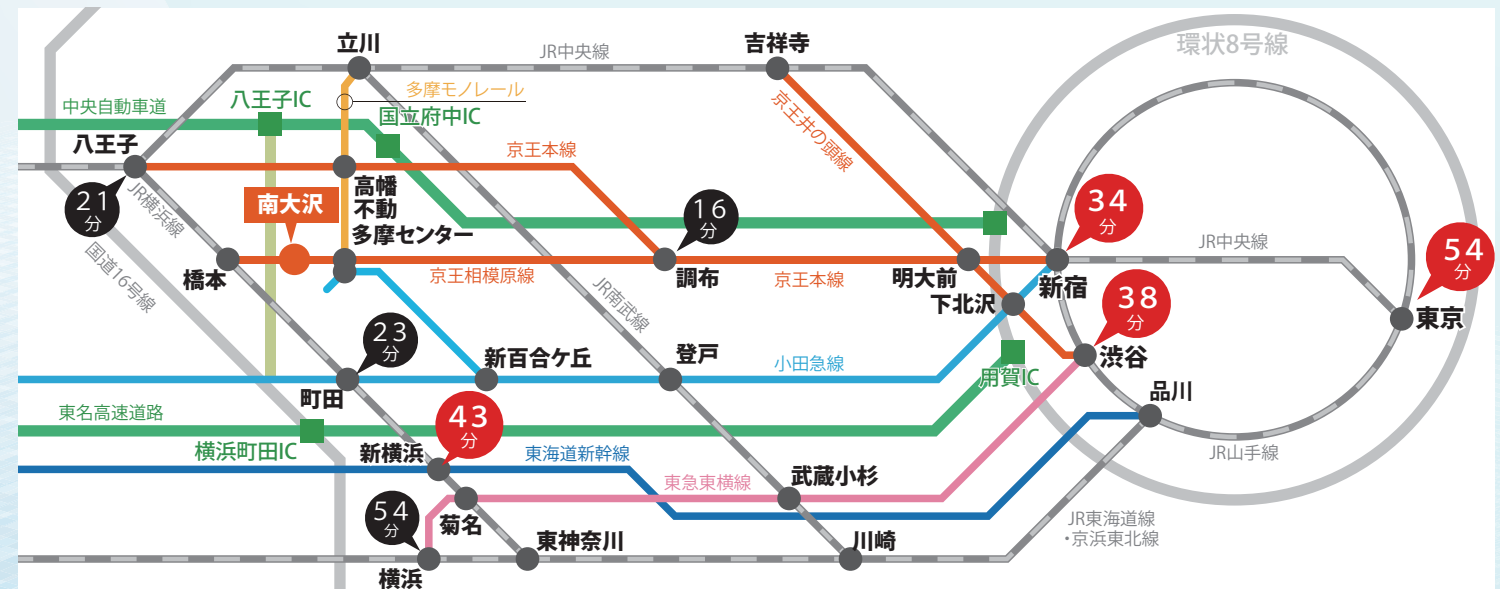 立川
JR中央線
吉祥寺
環状8号線
多摩モノレール
中央自動車道
八王子IC
国立府中IC
京王井の頭線
八王子
京王本線
21
分
JR横浜線
高幡
不動
南大沢
多摩センター
16
分
34
分
JR中央線
54
分
国道16号線
橋本
京王相模原線
JR南武線
調布
京王本線
明大前
新宿
下北沢
38
分
東京
23
分
新百合ケ丘
登戸
小田急線
渋谷
用賀IC
町田
品川
東名高速道路
43
分
横浜町田IC
新横浜
東海道新幹線
JR山手線
東急東横線
武蔵小杉
54
分
菊名
東神奈川
川崎
JR東海道線
・京浜東北線
横浜